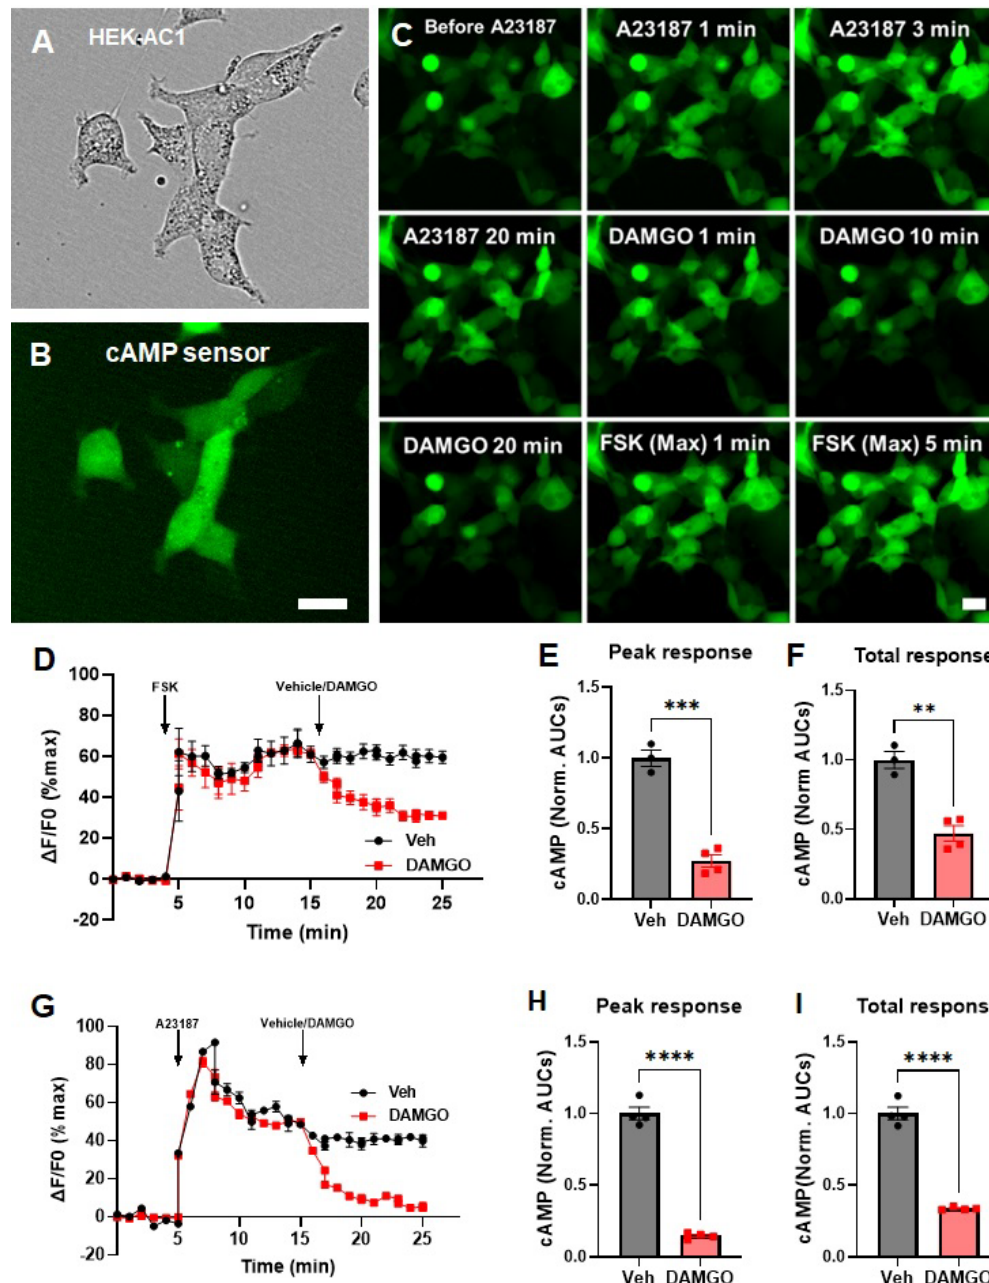 A
HEK-AC1
B
cAMP sensor
C
Before A23187
A23187 1 min
A23187 3 min
A23187 20 min
DAMGO 1 min
DAMGO 10 min
DAMGO 20 min
FSK (Max) 1 min
FSK (Max) 5 min
D
ΔF/F0 (%max)
100
80
60
40
20
0
-20
FSK
Vehicle/DAMGO
Veh
DAMGO
5
10
15
20
25
Time (min)
E
Peak response
cAMP (Norm. AUCs)
1.5
1.0
0.5
0.0
***
Veh
DAMGO
F
Total response
cAMP (Norm AUCs)
1.5
1.0
0.5
0.0
**
Veh
DAMGO
G
ΔF/F0 (% max)
100
80
60
40
20
0
-20
A23187
Vehicle/DAMGO
Veh
DAMGO
5
10
15
20
25
Time (min)
H
Peak response
cAMP (Norm. AUCs)
1.5
1.0
0.5
0.0
****
Veh
DAMGO
I
Total response
cAMP (Norm. AUCs)
1.5
1.0
0.5
0.0
****
Veh
DAMGO